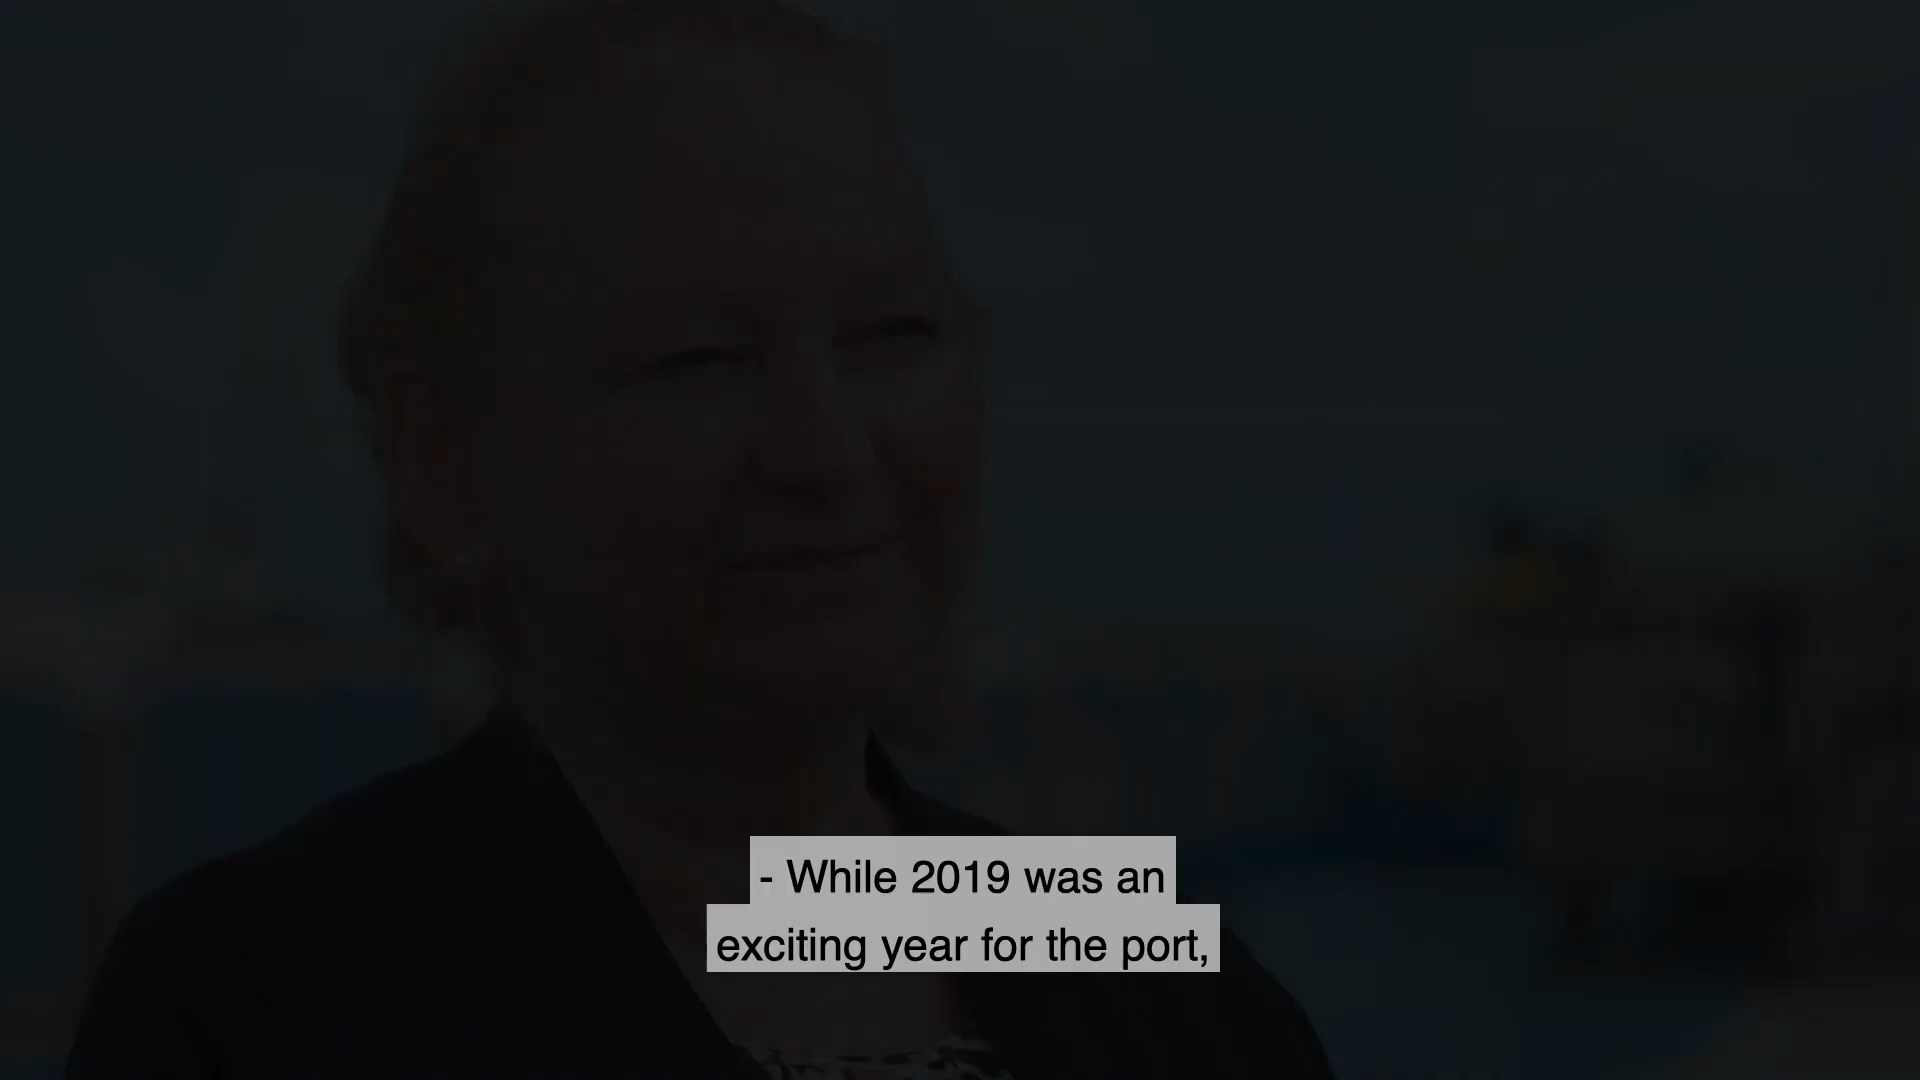 - While 2019 was an
exciting year for the port,